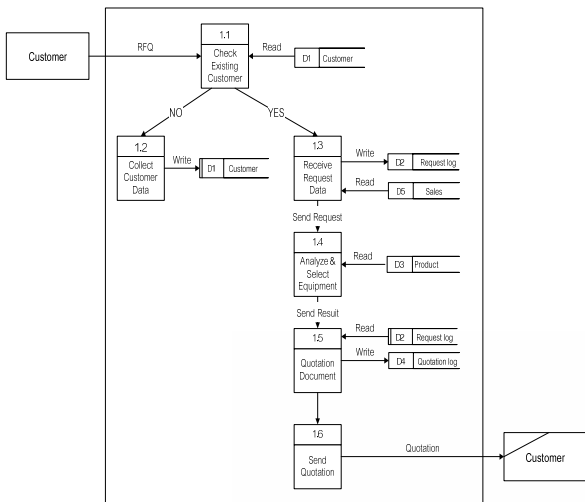 1.1
RFQ
Read
Customer
Check
Existing
Customer
D1 Customer
NO
YES
1.2
Collect
Customer
Data
Write
D1 Customer
1.3
Receive
Request
Data
Write
D2 Request log
Read
D5 Sales
Send Request
1.4
Analyze &
Select
Equipment
Read
D3 Product
Send Result
1.5
Quotation
Document
Read
D2 Request log
Write
D4 Quotation log
1.6
Send
Quotation
Quotation
Customer